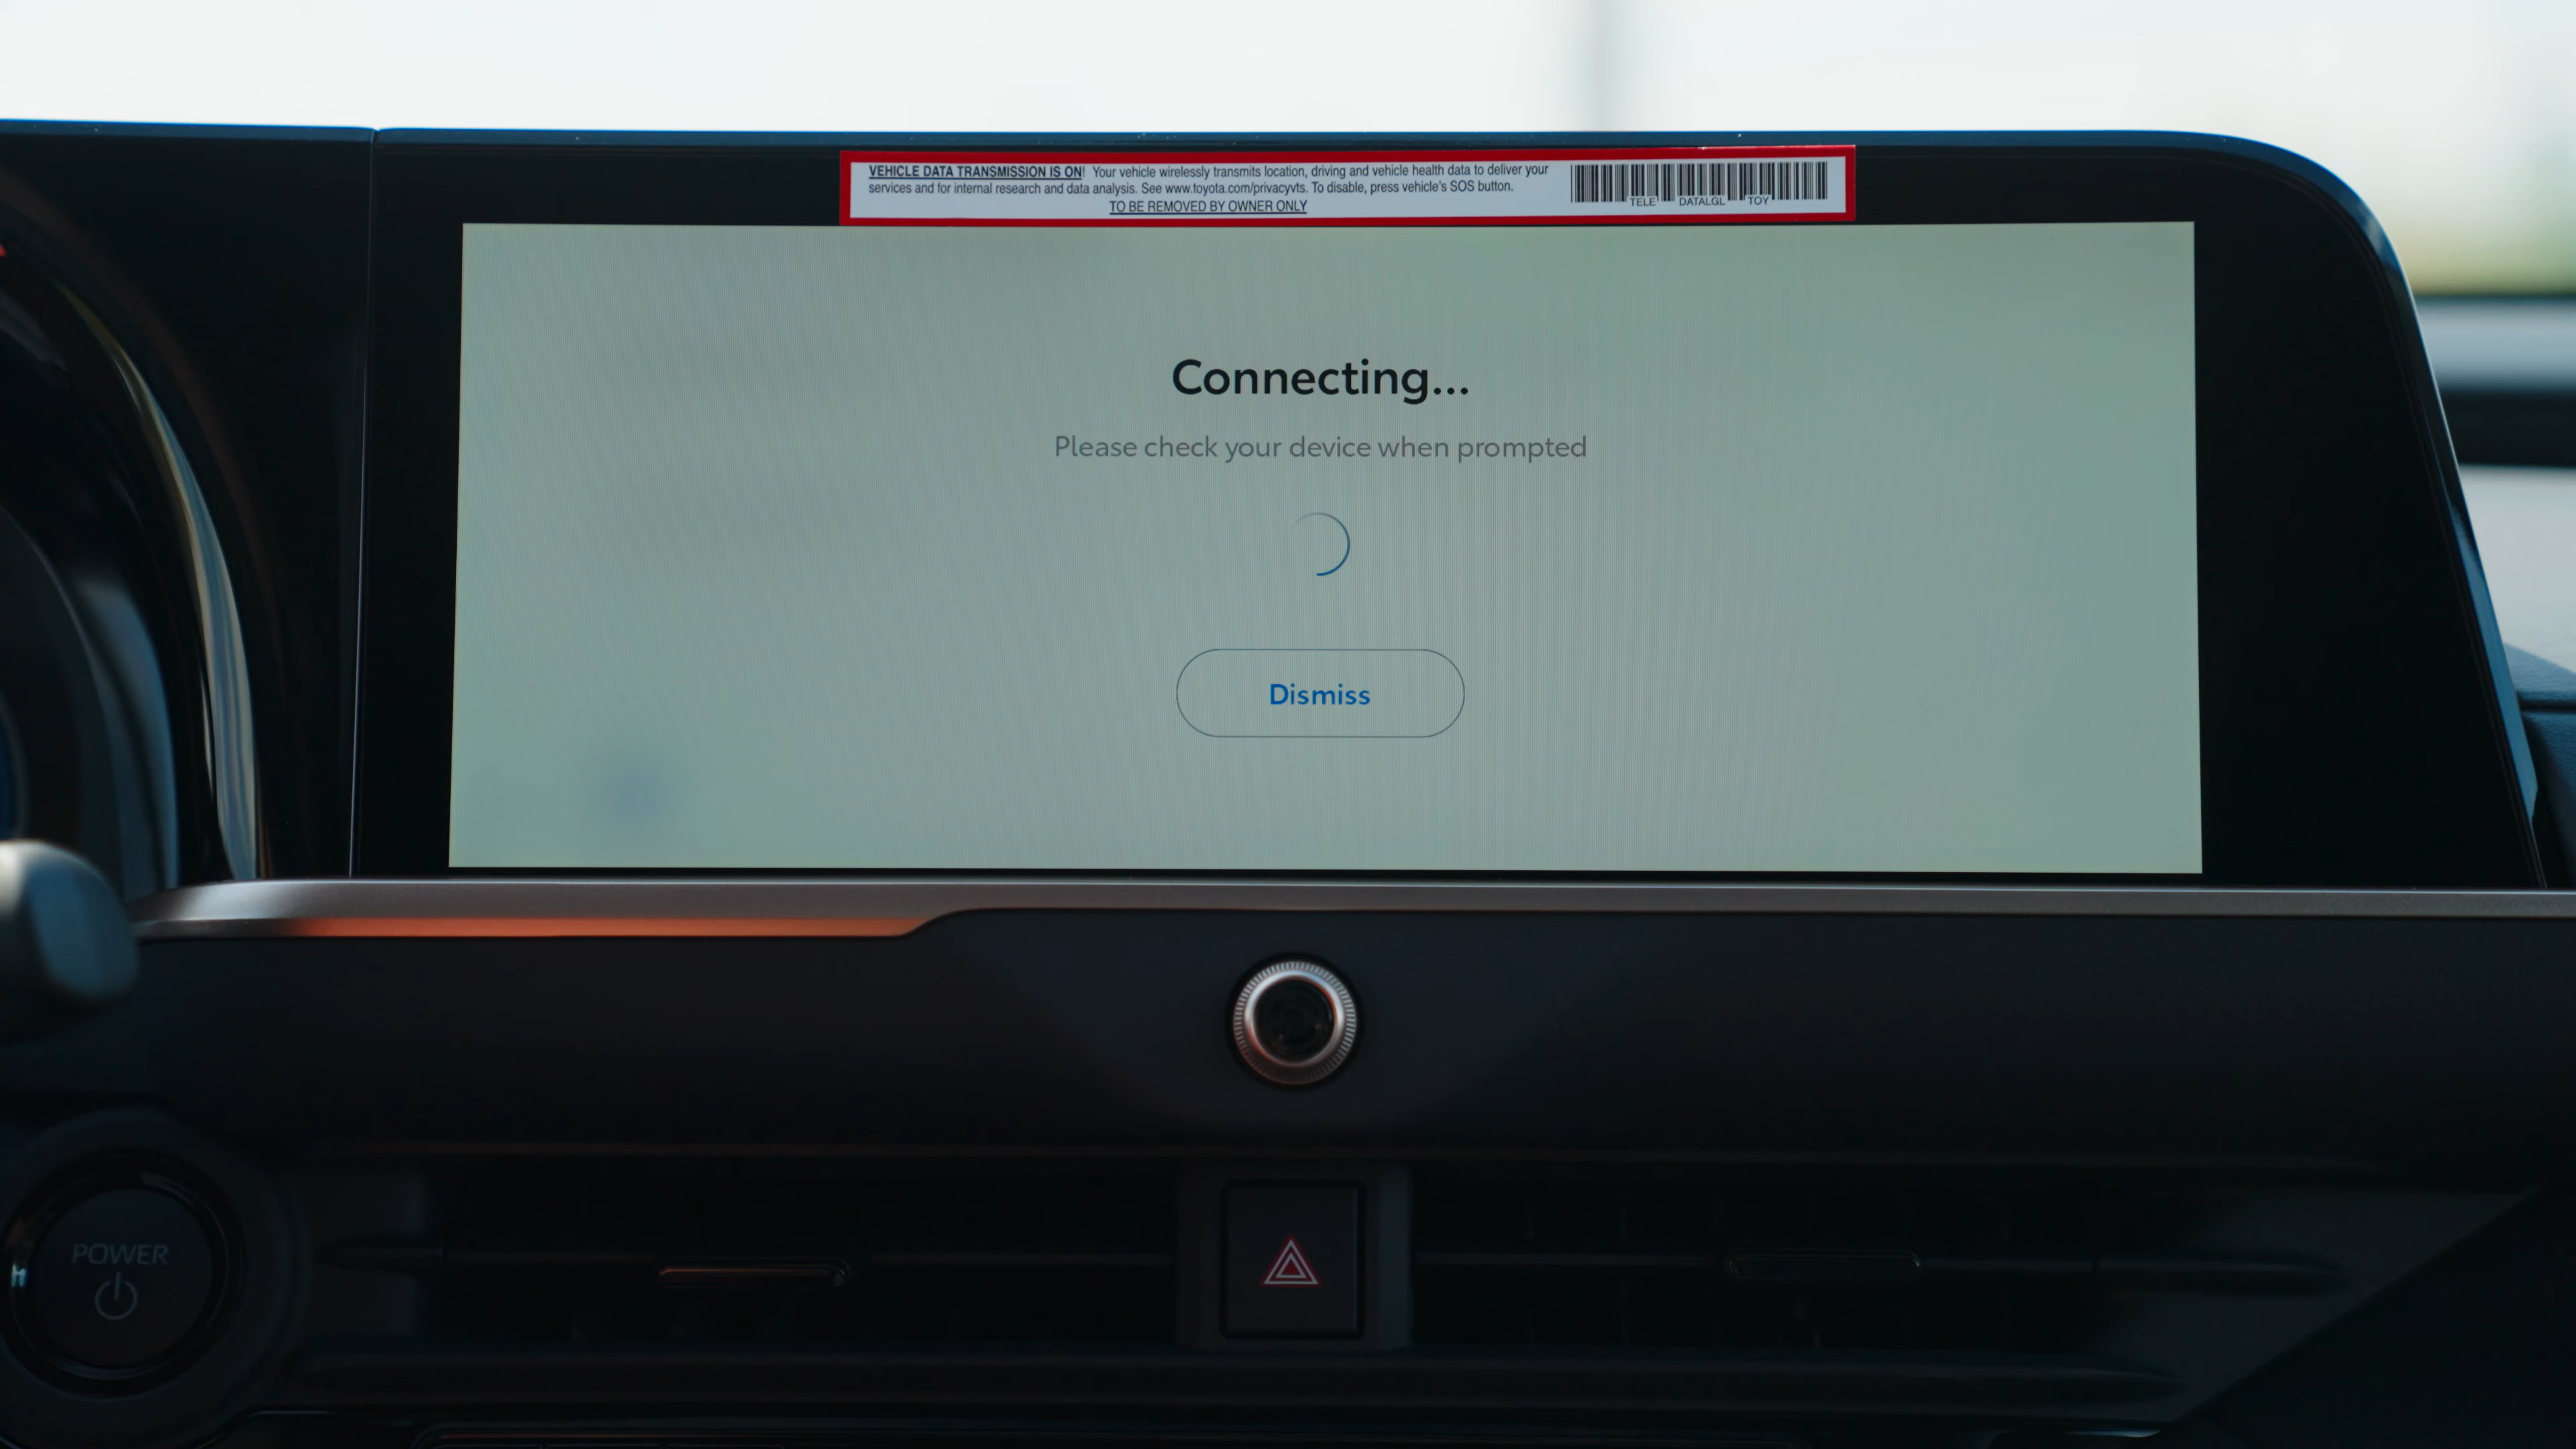 VEHICLE DATA TRANSMISSION IS ON! Your vehicle wirelessly transmits location, driving and vehicle health data to deliver your
services and for internal research and data analysis. See www.toyota.com/privacyvts. To disable, press vehicle's SOS button.
TO BE REMOVED BY OWNER ONLY
TELE DATALGL TOY
Connecting...
Please check your device when prompted
Dismiss
POWER